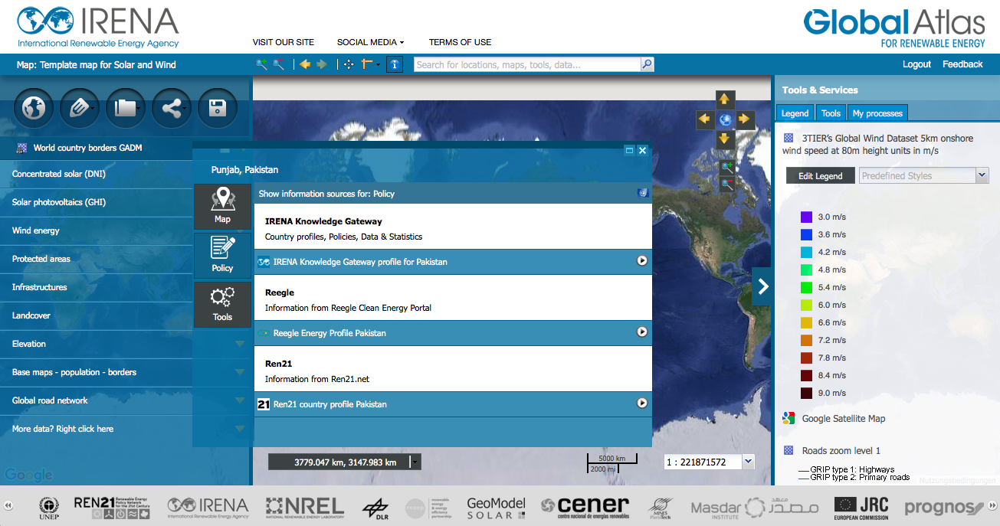 IRENA
International Renewable Energy Agency
VISIT OUR SITE
SOCIAL MEDIA
TERMS OF USE
Global Atlas
FOR RENEWABLE ENERGY
Map: Template map for Solar and Wind
Search for locations, maps, tools, data...
Logout
Feedback
World country borders GADM
Concentrated solar (DNI)
Solar photovoltaics (GHI)
Wind energy
Protected areas
Infrastructures
Landcover
Elevation
Base maps - population - borders
Global road network
More data? Right click here
Google
Punjab, Pakistan
Map
Policy
Tools
Show information sources for: Policy
IRENA Knowledge Gateway
Country profiles, Policies, Data & Statistics
IRENA Knowledge Gateway profile for Pakistan
Reegle
Information from Reegle Clean Energy Portal
Reegle Energy Profile Pakistan
Ren21
Information from Ren21.net
21 Ren21 country profile Pakistan
3779.047 km, 3147.983 km
5000 km
2000 mi
1 : 221871572
Tools & Services
Legend
Tools
My processes
3TIER's Global Wind Dataset 5km onshore
wind speed at 80m height units in m/s
Edit Legend
Predefined Styles
3.0 m/s
3.6 m/s
4.2 m/s
4.8 m/s
5.4 m/s
6.0 m/s
6.6 m/s
7.2 m/s
7.8 m/s
8.4 m/s
9.0 m/s
Google Satellite Map
Roads zoom level 1
GRIP type 1: Highways
GRIP type 2: Primary roads
Nutzungsbedingungen
UNEP
REN21
Renewable Energy
Policy Network
for the 21st Century
IRENA
International Renewable Energy Agency
NREL
NATIONAL RENEWABLE ENERGY LABORATORY
DLR
reeep
renewable
energy
& energy
efficiency
partnership
GeoModel
SOLAR
cener
centro nacional de energías renovables
MINES
ParisTech
Masdar
INSTITUTE
معهد
مصدر
JRC
EUROPEAN COMMISSION
prognos